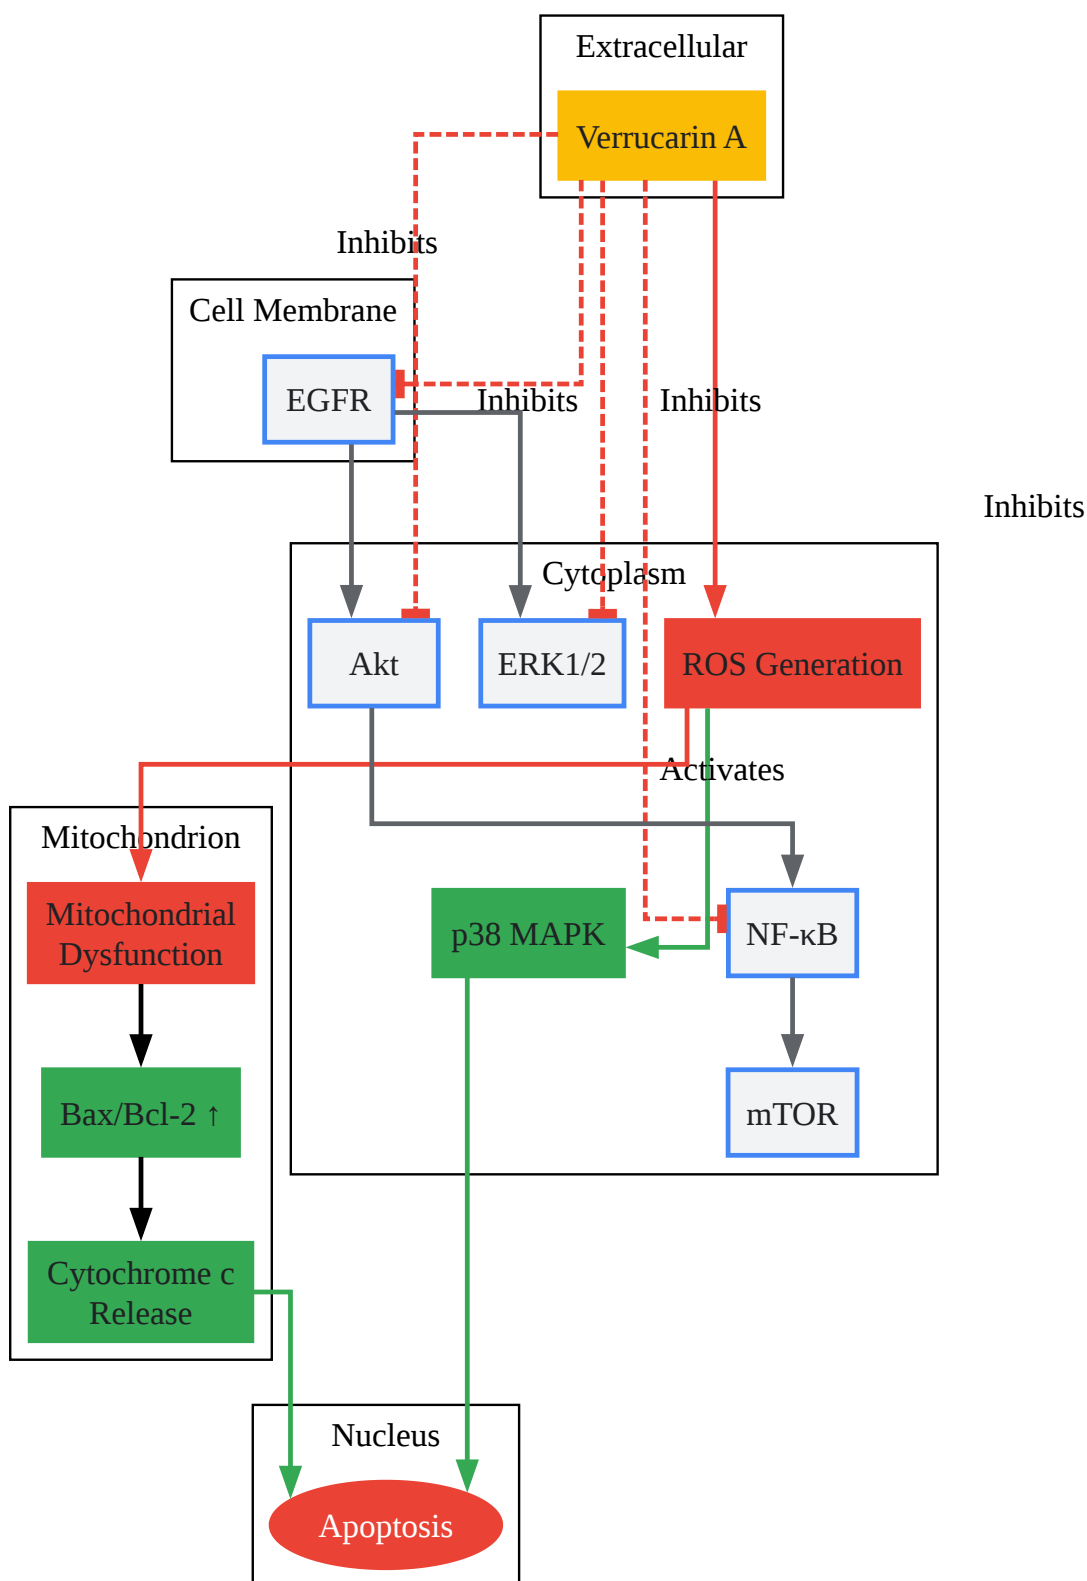 Extracellular
Verrucarin A
Inhibits
Cell Membrane
EGFR
Inhibits
Inhibits
Inhibits
Cytoplasm
Akt
ERK1/2
ROS Generation
Activates
Mitochondrion
Mitochondrial
Dysfunction
p38 MAPK
NF-κB
Bax/Bcl-2 ↑
mTOR
Cytochrome c
Release
Nucleus
Apoptosis